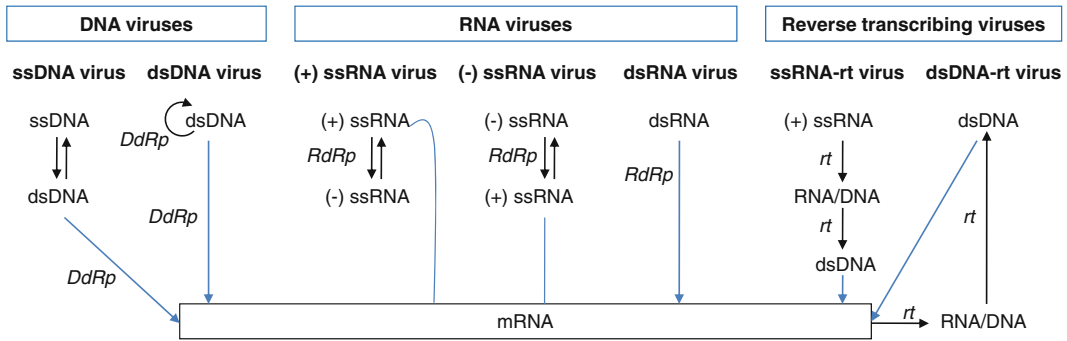 DNA viruses RNA viruses Reverse transcribing viruses
ssDNA virus dsDNA virus (+) ssRNA virus (-) ssRNA virus dsRNA virus ssRNA-rt virus dsDNA-rt virus
ssDNA dsDNA (+) ssRNA (-) ssRNA dsRNA (+) ssRNA dsDNA
DdRp
RdRp RdRp rt
RdRp
dsDNA (-) ssRNA (+) ssRNA RNA/DNA
DdRp rt rt
dsDNA
DdRp
mRNA rt RNA/DNA